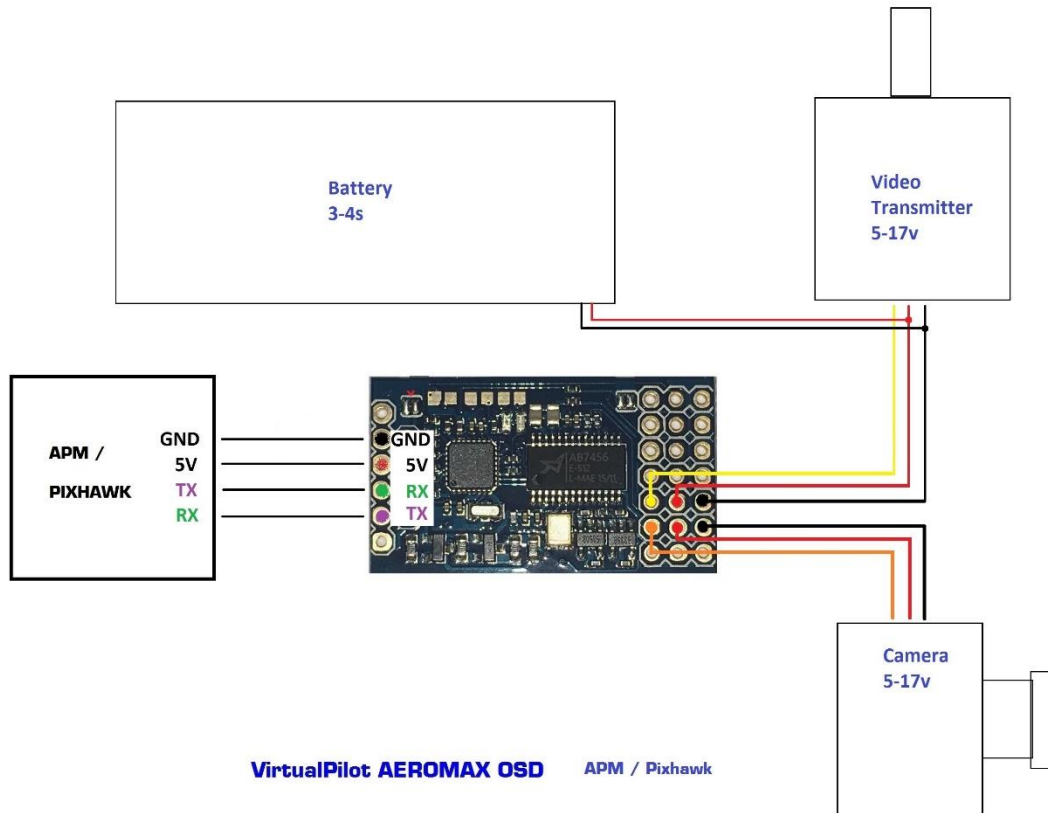 Battery
3-4s
Video
Transmitter
5-17v
APM /
PIXHAWK
GND
5V
TX
RX
GND
5V
RX
TX
AB7456
E-512
Camera
5-17v
VirtualPilot AEROMAX OSD
APM / Pixhawk